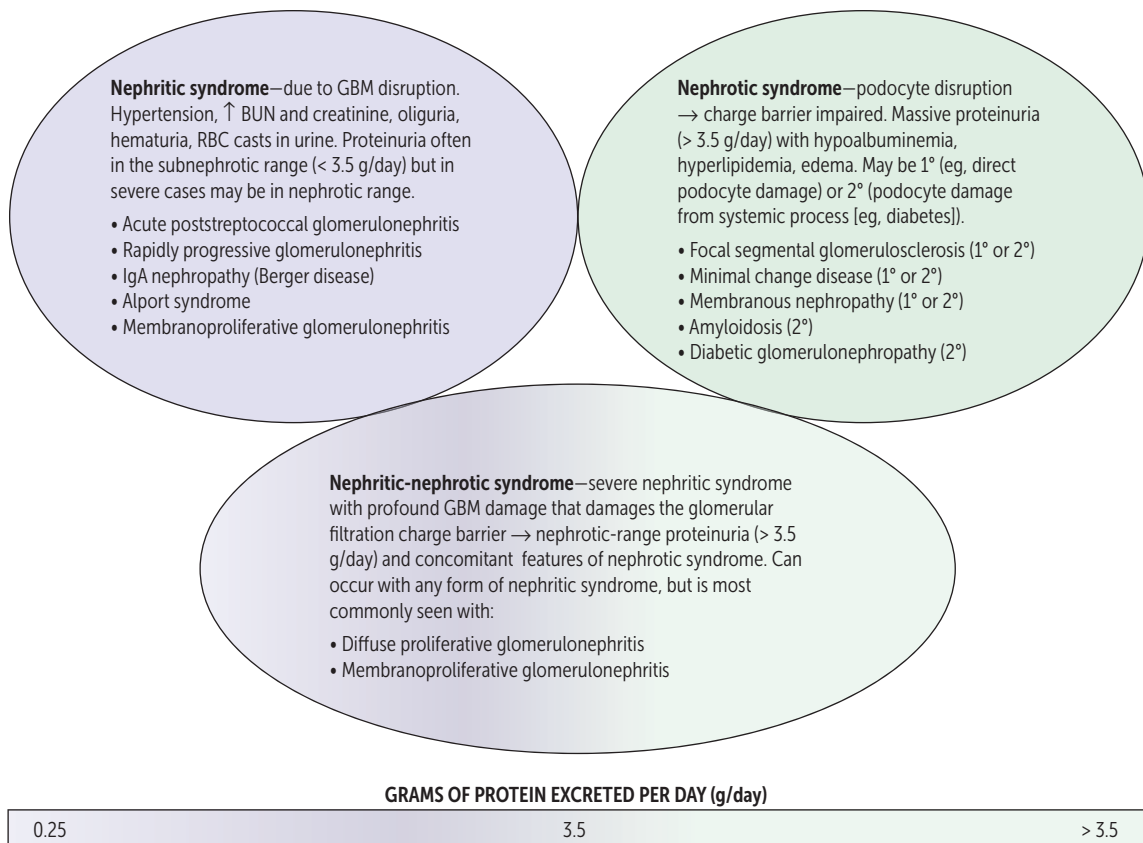 Nephritic syndrome—due to GBM disruption.
Hypertension, ↑ BUN and creatinine, oliguria,
hematuria, RBC casts in urine. Proteinuria often
in the subnephrotic range (< 3.5 g/day) but in
severe cases may be in nephrotic range.
• Acute poststreptococcal glomerulonephritis
• Rapidly progressive glomerulonephritis
• IgA nephropathy (Berger disease)
• Alport syndrome
• Membranoproliferative glomerulonephritis
Nephrotic syndrome—podocyte disruption
→ charge barrier impaired. Massive proteinuria
(> 3.5 g/day) with hypoalbuminemia,
hyperlipidemia, edema. May be 1° (eg, direct
podocyte damage) or 2° (podocyte damage
from systemic process [eg, diabetes]).
• Focal segmental glomerulosclerosis (1° or 2°)
• Minimal change disease (1° or 2°)
• Membranous nephropathy (1° or 2°)
• Amyloidosis (2°)
• Diabetic glomerulonephropathy (2°)
Nephritic-nephrotic syndrome—severe nephritic syndrome
with profound GBM damage that damages the glomerular
filtration charge barrier → nephrotic-range proteinuria (> 3.5
g/day) and concomitant features of nephrotic syndrome. Can
occur with any form of nephritic syndrome, but is most
commonly seen with:
• Diffuse proliferative glomerulonephritis
• Membranoproliferative glomerulonephritis
GRAMS OF PROTEIN EXCRETED PER DAY (g/day)
0.25 3.5 > 3.5